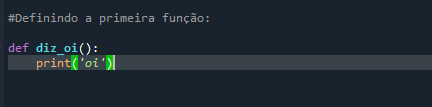 #Definindo a primeira função:
def diz_oi():
    print('oi')